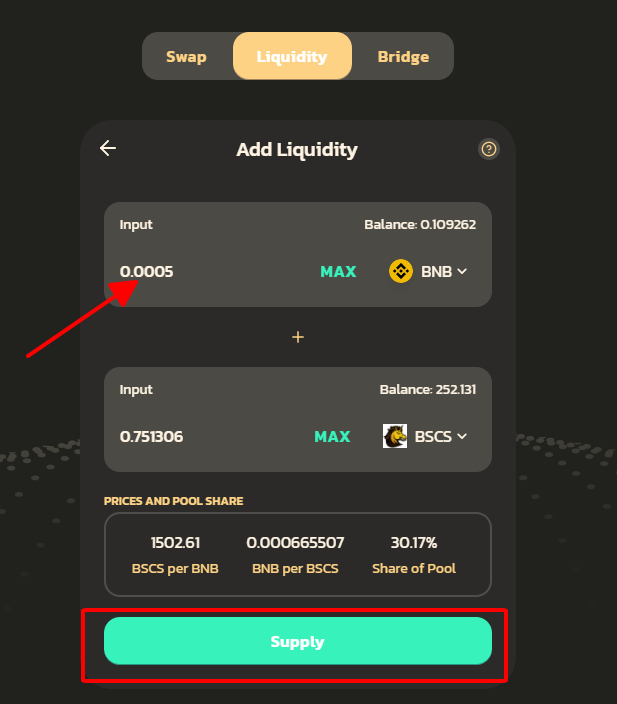 Swap Liquidity Bridge
Add Liquidity
Input Balance: 0.109262
0.0005 MAX BNB
+
Input Balance: 252.131
0.751306 MAX BSCS
PRICES AND POOL SHARE
1502.61 0.000665507 30.17%
BSCS per BNB BNB per BSCS Share of Pool
Supply